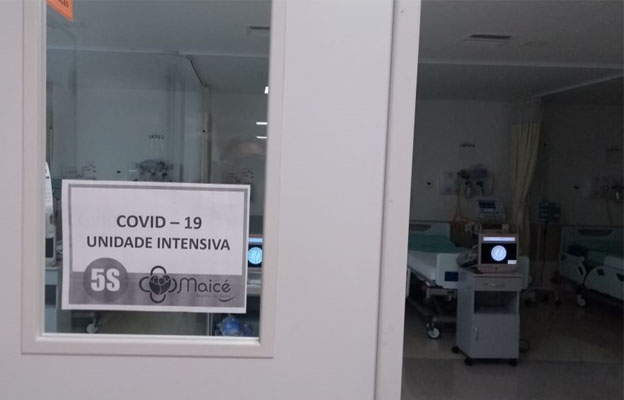 COVID – 19
UNIDADE INTENSIVA
5S
Maicé